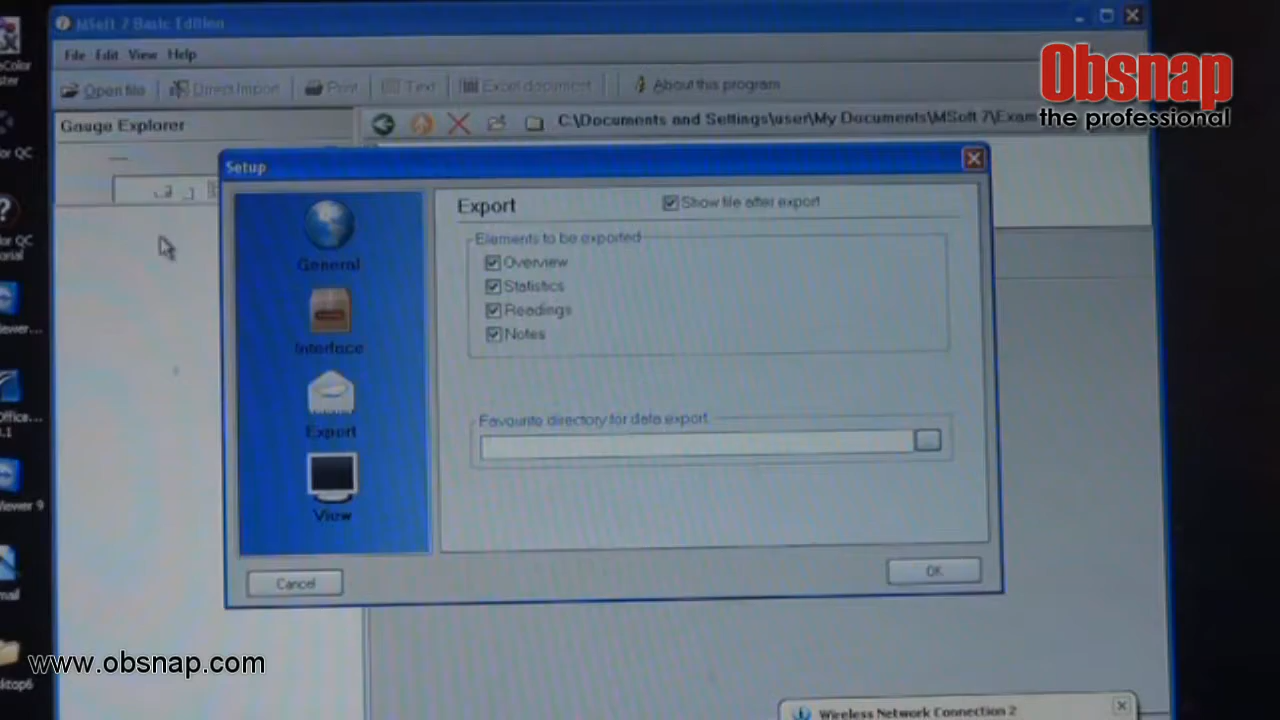 MSoft 7 Basic Edition
File Edit View Help
Open file Direct Import Print Text Excel document About this program
Gauge Explorer
C:\Documents and Settings\user\My Documents\MSoft 7\Exam
Obsnap
the professional
Setup
General
Interface
Export
View
Export
Show file after export
Elements to be exported
Overview
Statistics
Readings
Notes
Favourite directory for data export
...
Cancel
OK
Wireless Network Connection 2
www.obsnap.com